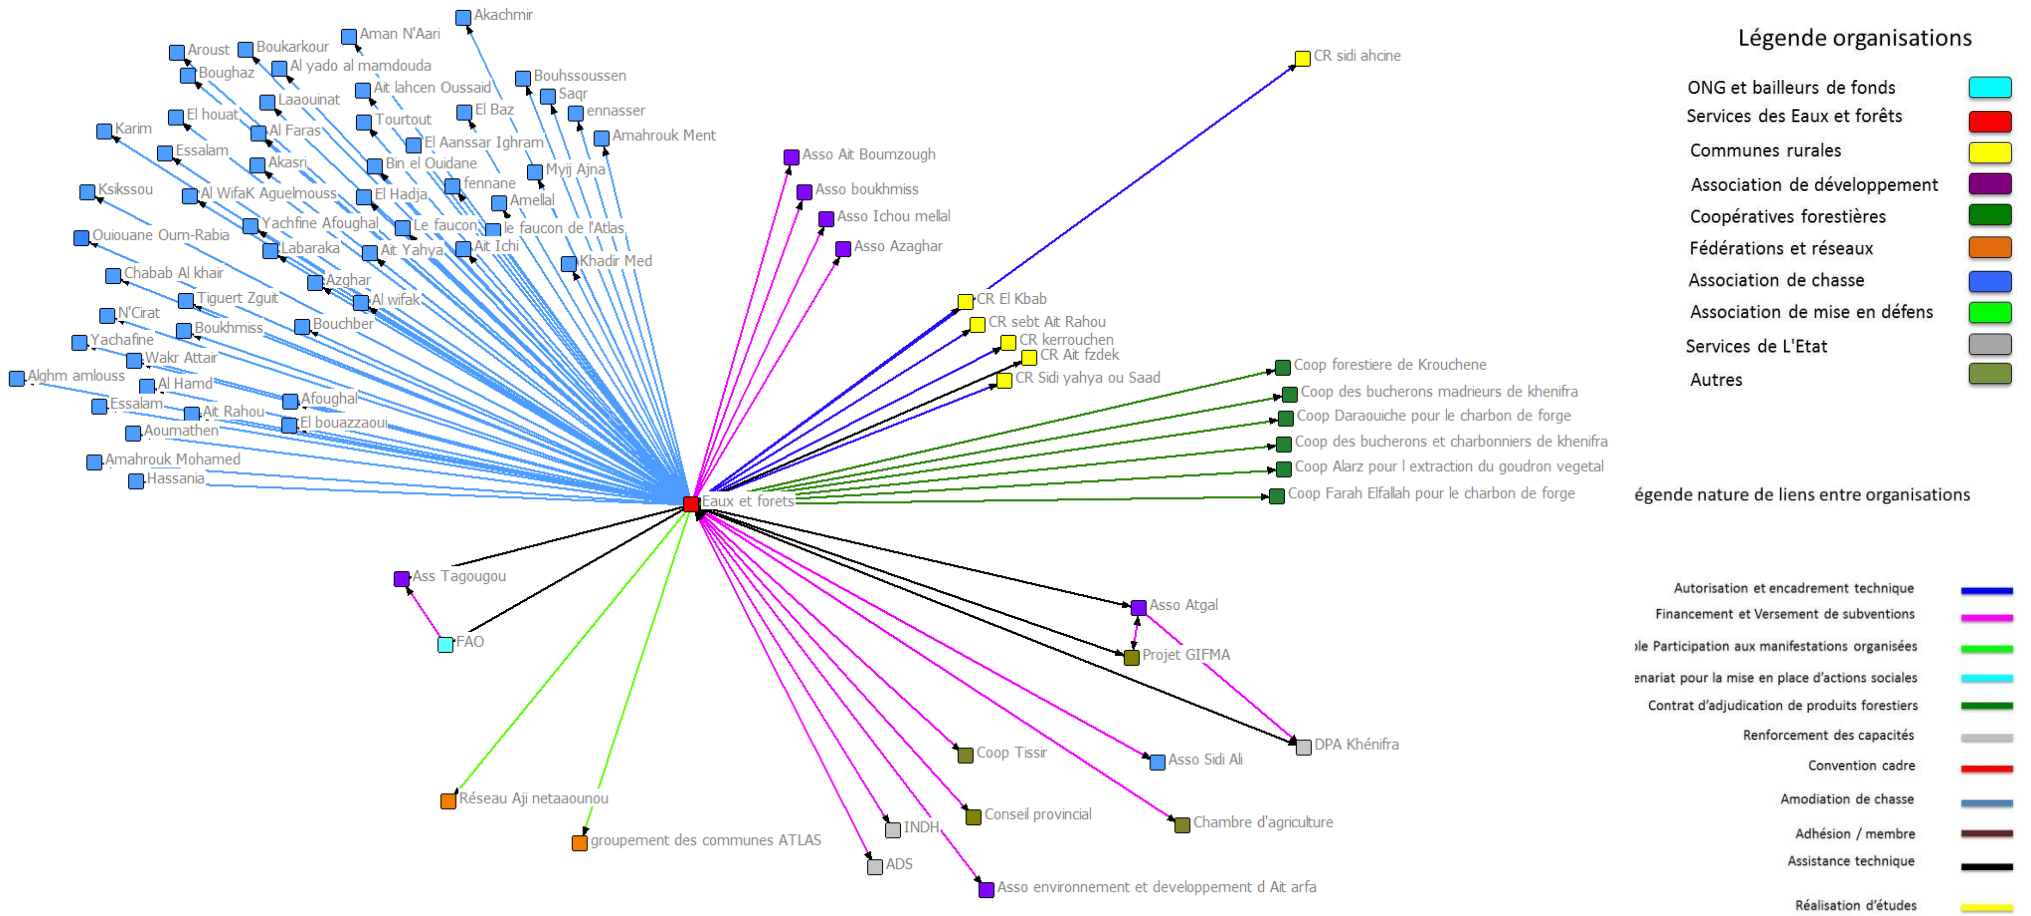 Akachmir
Aman N'Aari
Boukarkour
Aroust
Al yado al mamdouda
Boughaz
Bouhssoussen
Ait lahcen Oussaid
Saqr
Laaouinat
El Baz
ennasser
El houat
Tourtout
Karim
Al Faras
Amahrouk Ment
El Aanssar Ighram
Essalam
Akasri
Bin el Ouidane
Myij Ajna
fennane
Ksikssou
Al WifaK Aguelmouss
El Hadja
Amellal
Yachfine Afoughal
Le faucon
le faucon de l'Atlas
Ouiouane Oum-Rabia
Labaraka
Ait Yahya
Ait Ichi
Khadir Med
Chabab Al khair
Azghar
Tiguert Zguit
Al wifak
N'Cirat
Boukhmiss
Bouchber
Yachafine
Wakr Attair
Alghm amlouss
Al Hamd
Essalam
Afoughal
Ait Rahou
El bouazzaoui
Aoumathen
Amahrouk Mohamed
Hassania
CR sidi ahcine
Asso Ait Boumzough
Asso boukhmiss
Asso Ichou mellal
Asso Azaghar
CR El Kbab
CR sebt Ait Rahou
CR kerrouchen
CR Ait fzdek
CR Sidi yahya ou Saad
Coop forestiere de Krouchene
Coop des bucherons madrieurs de khenifra
Coop Daraouiche pour le charbon de forge
Coop des bucherons et charbonniers de khenifra
Coop Alarz pour l extraction du goudron vegetal
Coop Farah Elfallah pour le charbon de forge
Eaux et forets
Ass Tagougou
FAO
Asso Atgal
Projet GIFMA
DPA Khénifra
Coop Tissir
Asso Sidi Ali
Réseau Aji netaaounou
Conseil provincial
Chambre d'agriculture
INDH
groupement des communes ATLAS
ADS
Asso environnement et developpement d Ait arfa
Légende organisations
ONG et bailleurs de fonds
Services des Eaux et forêts
Communes rurales
Association de développement
Coopératives forestières
Fédérations et réseaux
Association de chasse
Association de mise en défens
Services de L'Etat
Autres
égende nature de liens entre organisations
Autorisation et encadrement technique
Financement et Versement de subventions
ole Participation aux manifestations organisées
enariat pour la mise en place d'actions sociales
Contrat d'adjudication de produits forestiers
Renforcement des capacités
Convention cadre
Amodiation de chasse
Adhésion / membre
Assistance technique
Réalisation d'études